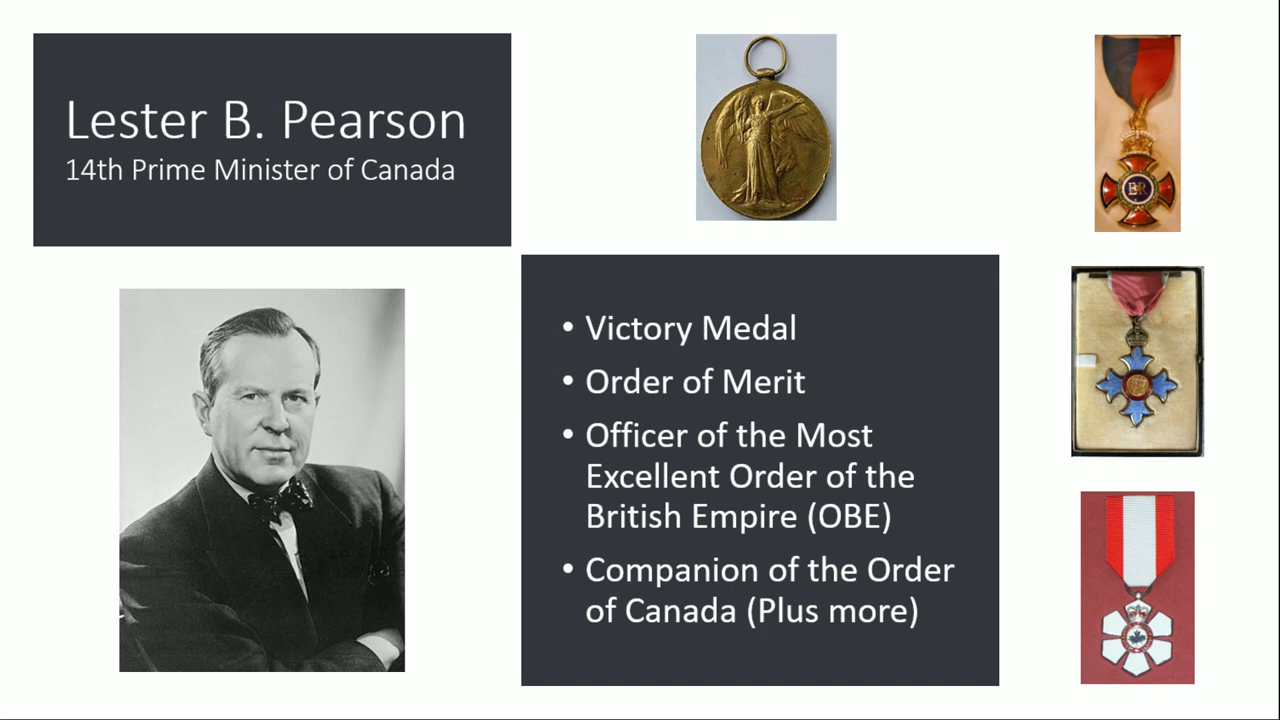 Lester B. Pearson
14th Prime Minister of Canada
• Victory Medal
• Order of Merit
• Officer of the Most
Excellent Order of the
British Empire (OBE)
• Companion of the Order
of Canada (Plus more)